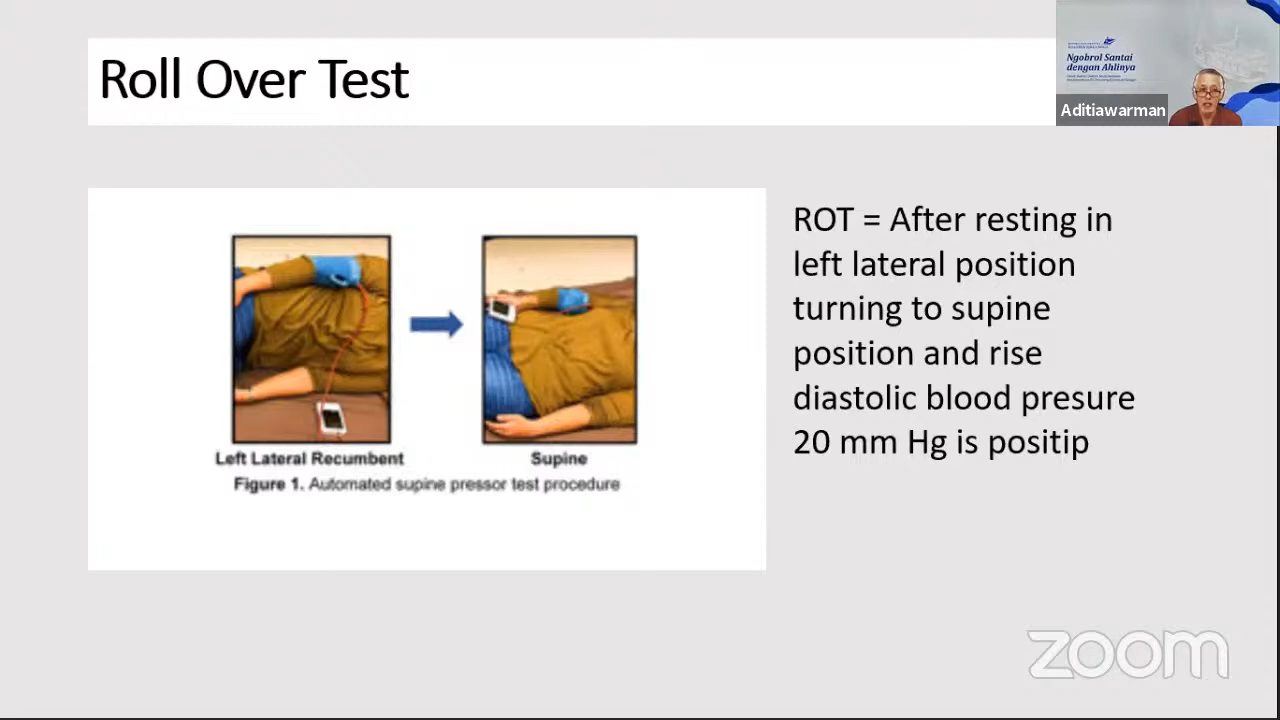 Roll Over Test
Ngobrol Santai
dengan Ahlinya
Aditiawarman
ROT = After resting in
left lateral position
turning to supine
position and rise
diastolic blood presure
20 mm Hg is positip
Left Lateral Recumbent
Supine
Figure 1. Automated supine pressor test procedure
zoom